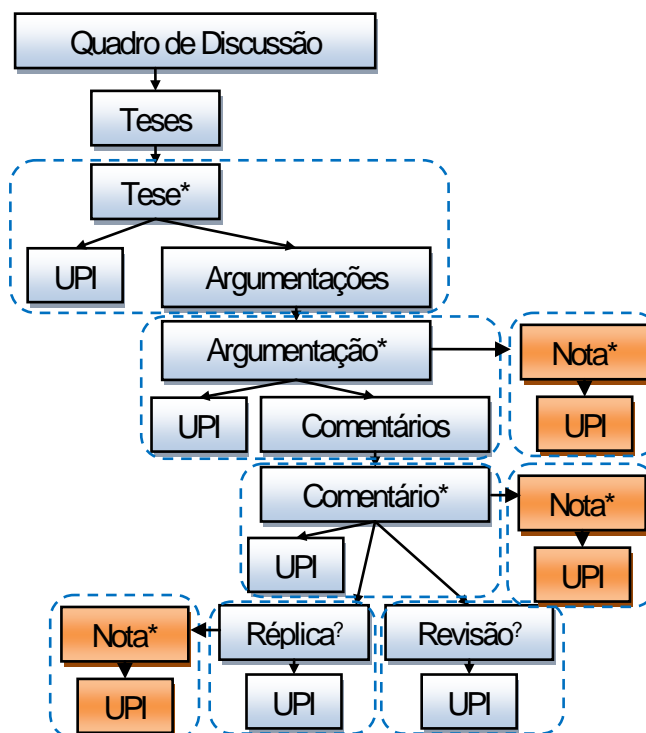 Quadro de Discussão
Teses
Tese*
UPI
Argumentações
Argumentação*
Nota*
UPI
Comentários
UPI
Comentário*
Nota*
UPI
UPI
Nota*
Réplica?
Revisão?
UPI
UPI
UPI